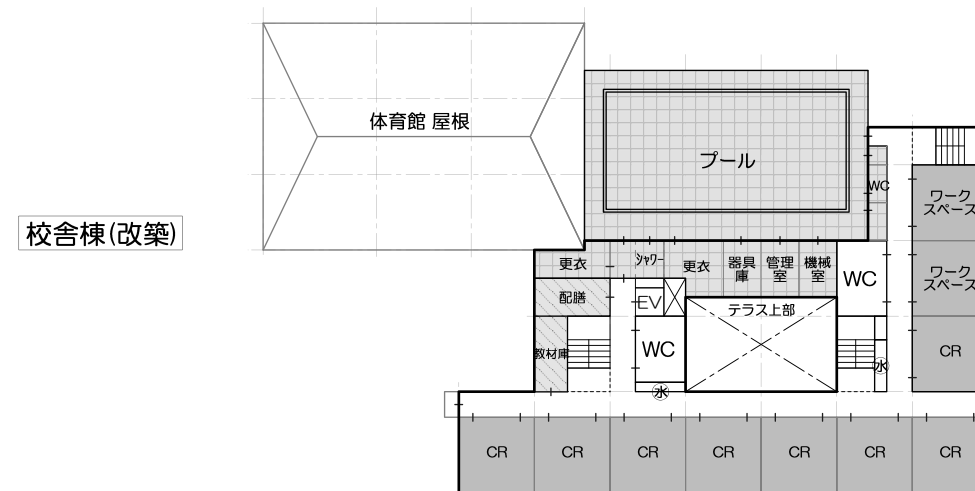 体育館 屋根
プール
校舎棟(改築)
WC
ワーク
スペース
更衣
シャワー
更衣
器具
庫
管理
室
機械
室
WC
ワーク
スペース
配膳
EV
テラス上部
教材庫
WC
CR
水
水
CR
CR
CR
CR
CR
CR
CR